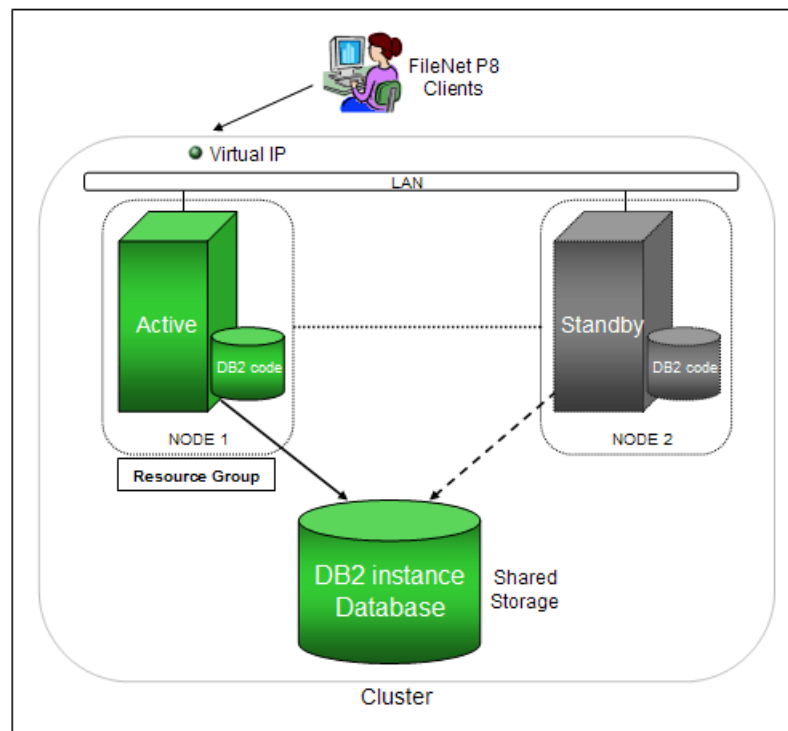 FileNet P8
Clients
Virtual IP
LAN
Active
DB2 code
NODE 1
Resource Group
Standby
DB2 code
NODE 2
DB2 instance
Database
Shared
Storage
Cluster